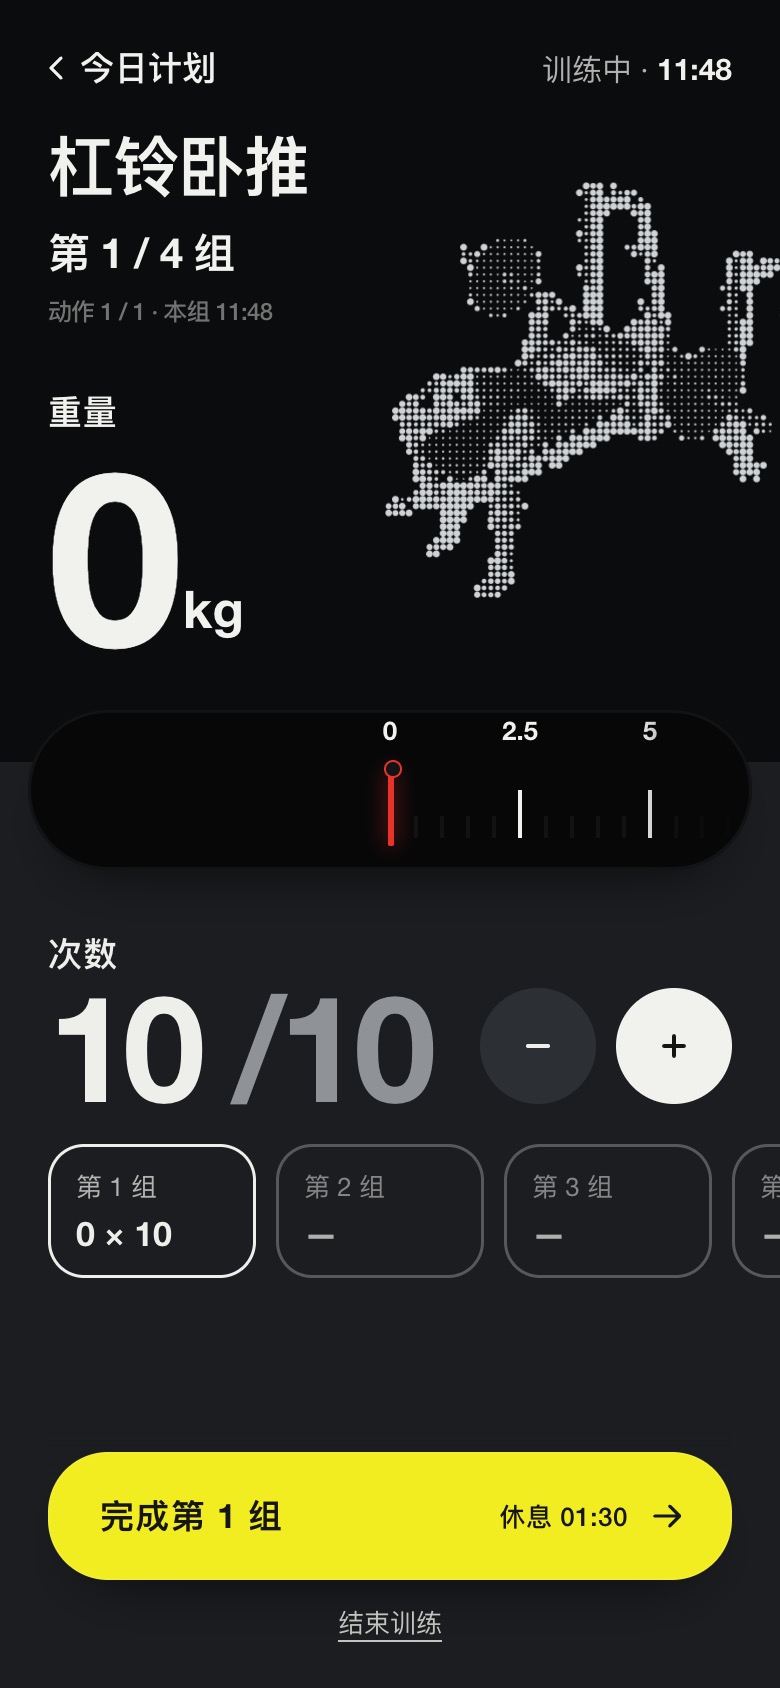 今日计划
训练中 · 11:48
杠铃卧推
第 1 / 4 组
动作 1 / 1 · 本组 11:48
重量
0kg
0 2.5 5
次数
10 /10
− +
第 1 组 第 2 组 第 3 组 第
0 × 10 – – –
完成第 1 组 休息 01:30 →
结束训练